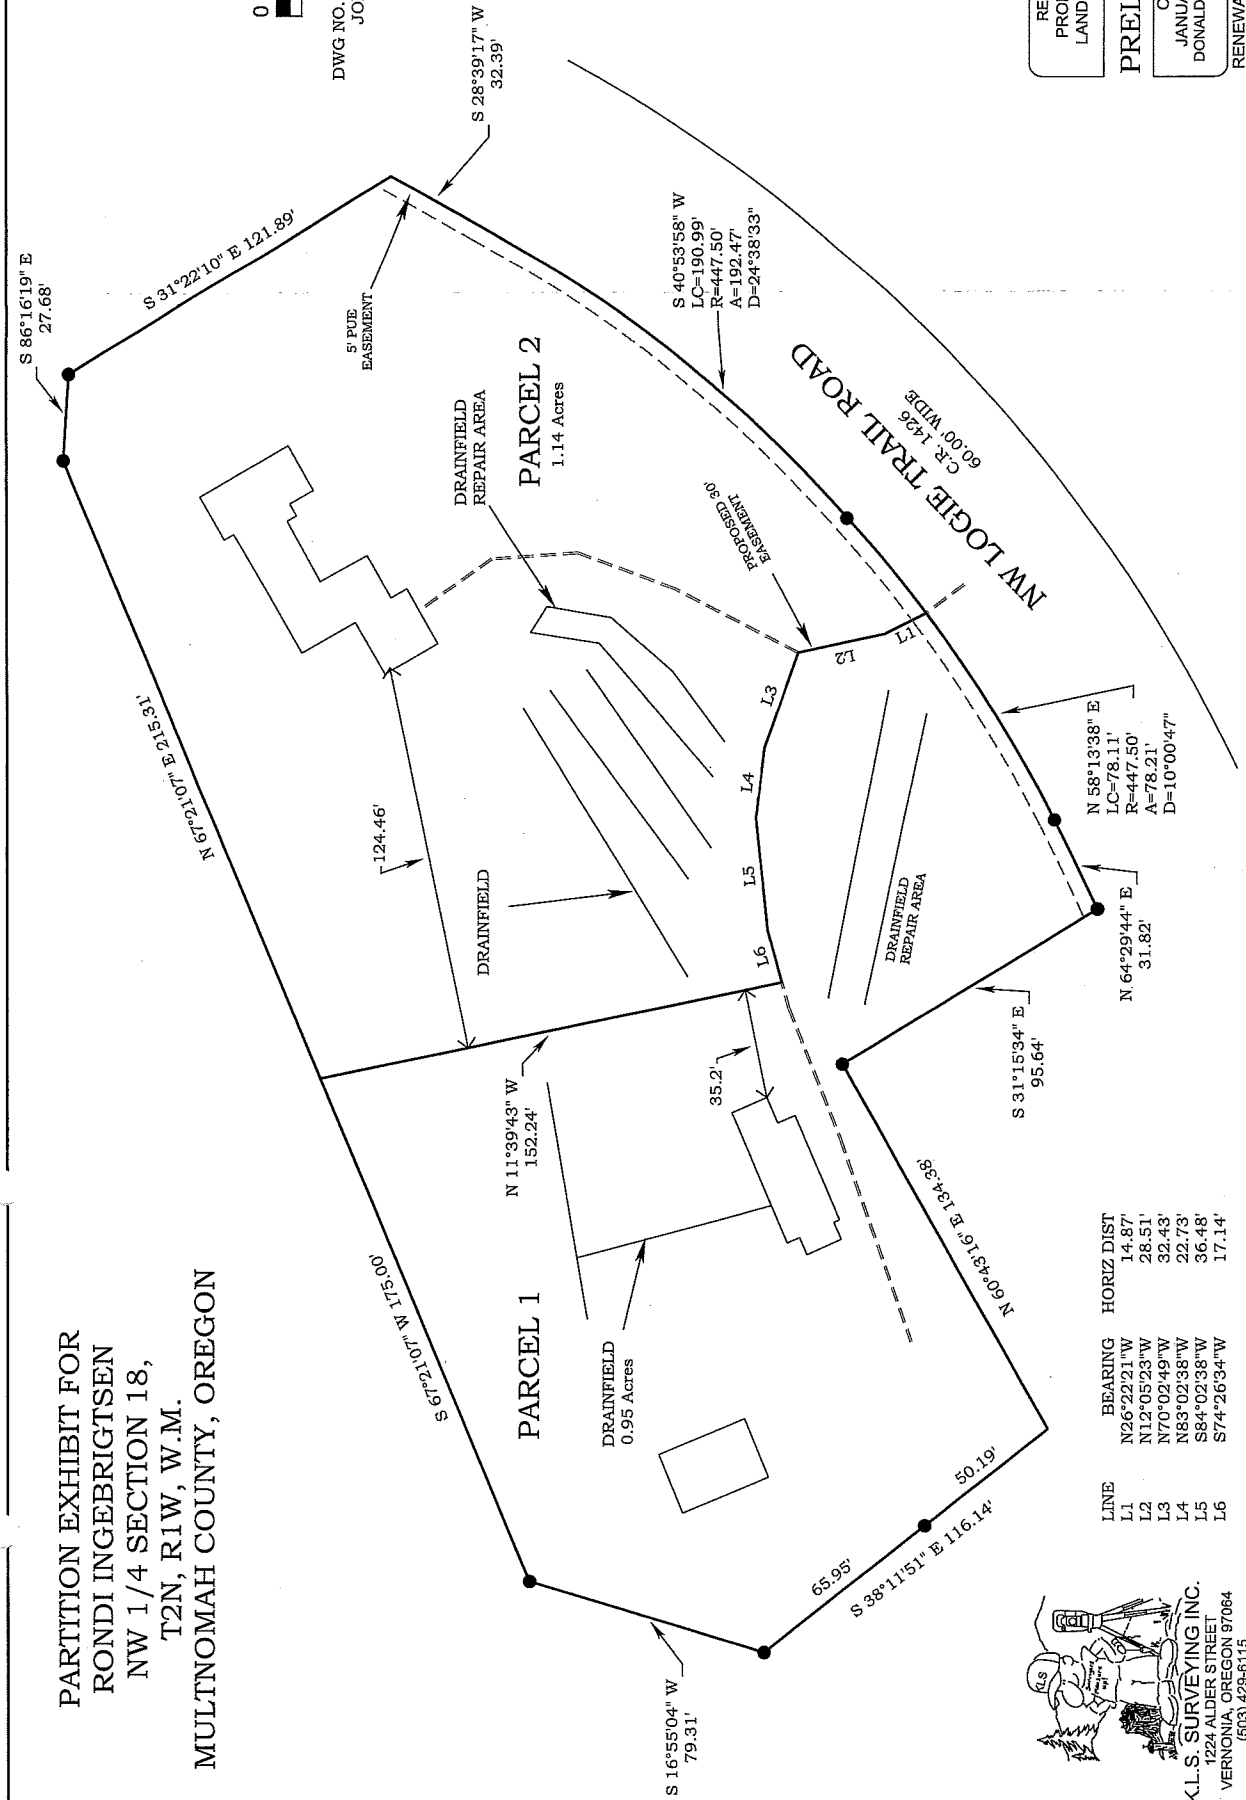 PARTITION EXHIBIT FOR
RONDI INGEBRIGTSEN
NW 1/4 SECTION 18,
T2N, R1W, W.M.
MULTNOMAH COUNTY, OREGON
S 86°16'19" E
27.68'
0
DWG NO.
S 31°22'10" E 121.89'
S 28°39'17" W
32.39'
5' PUE
EASEMENT
N 67°21'07" E 215.31'
124.46'
DRAINFIELD
DRAINFIELD
REPAIR AREA
PARCEL 2
1.14 Acres
S 40°53'58" W
LC=190.99'
R=447.50'
A=192.47'
D=24°38'33"
NW LOGIE TRAIL ROAD
C.R. 1426
60.00' WIDE
PROPOSED 30'
EASEMENT
L1
L2
L3
L4
L5
L6
S 67°21'07" W 175.00'
N 11°39'43" W
152.24'
35.2'
PARCEL 1
DRAINFIELD
0.95 Acres
DRAINFIELD
REPAIR AREA
N 58°13'38" E
LC=78.11'
R=447.50'
A=78.21'
D=10°00'47"
N 64°29'44" E
31.82'
S 31°15'34" E
95.64'
N 60°43'16" E 134.38'
50.19'
65.95'
S 38°11'51" E 116.14'
S 16°55'04" W
79.31'
LINE BEARING HORIZ DIST
L1 N26°22'21"W 14.87'
L2 N12°05'23"W 28.51'
L3 N70°02'49"W 32.43'
L4 N83°02'38"W 22.73'
L5 S84°02'38"W 36.48'
L6 S74°26'34"W 17.14'
KLS
K.L.S. SURVEYING INC.
1224 ALDER STREET
VERNONIA, OREGON 97064
(503) 429-6115
RE
PRO
LAND
PREL
JANUA
DONALD
RENEWA